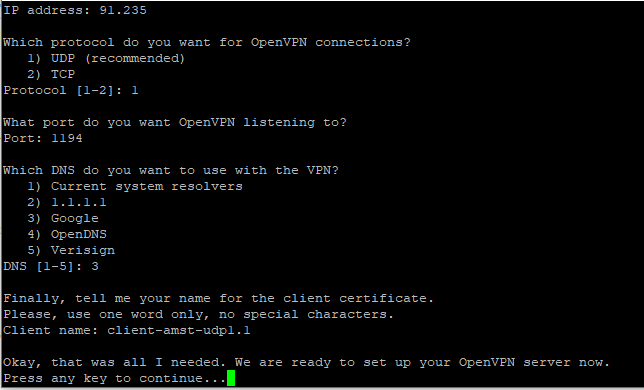 IP address: 91.235
Which protocol do you want for OpenVPN connections?
1) UDP (recommended)
2) TCP
Protocol [1-2]: 1
What port do you want OpenVPN listening to?
Port: 1194
Which DNS do you want to use with the VPN?
1) Current system resolvers
2) 1.1.1.1
3) Google
4) OpenDNS
5) Verisign
DNS [1-5]: 3
Finally, tell me your name for the client certificate.
Please, use one word only, no special characters.
Client name: client-amst-udp1.1
Okay, that was all I needed. We are ready to set up your OpenVPN server now.
Press any key to continue...